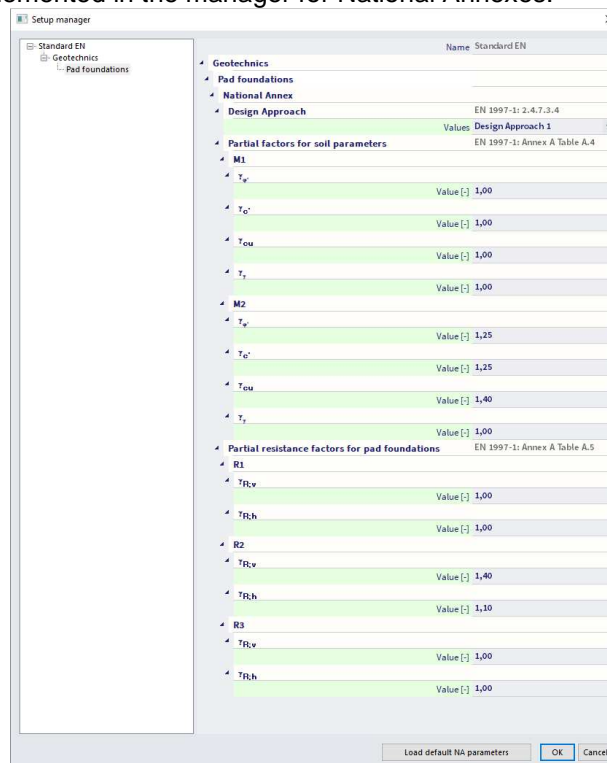 emented in the manager for National Annexes.
Setup manager
Standard EN
Geotechnics
Pad foundations
Name Standard EN
Geotechnics
Pad foundations
National Annex
Design Approach EN 1997-1: 2.4.7.3.4
Values Design Approach 1
Partial factors for soil parameters EN 1997-1: Annex A Table A.4
M1
γφ'
Value [-] 1,00
γc'
Value [-] 1,00
γcu
Value [-] 1,00
γγ
Value [-] 1,00
M2
γφ'
Value [-] 1,25
γc'
Value [-] 1,25
γcu
Value [-] 1,40
γγ
Value [-] 1,00
Partial resistance factors for pad foundations EN 1997-1: Annex A Table A.5
R1
γR;v
Value [-] 1,00
γR;h
Value [-] 1,00
R2
γR;v
Value [-] 1,40
γR;h
Value [-] 1,10
R3
γR;v
Value [-] 1,00
γR;h
Value [-] 1,00
Load default NA parameters OK Cancel